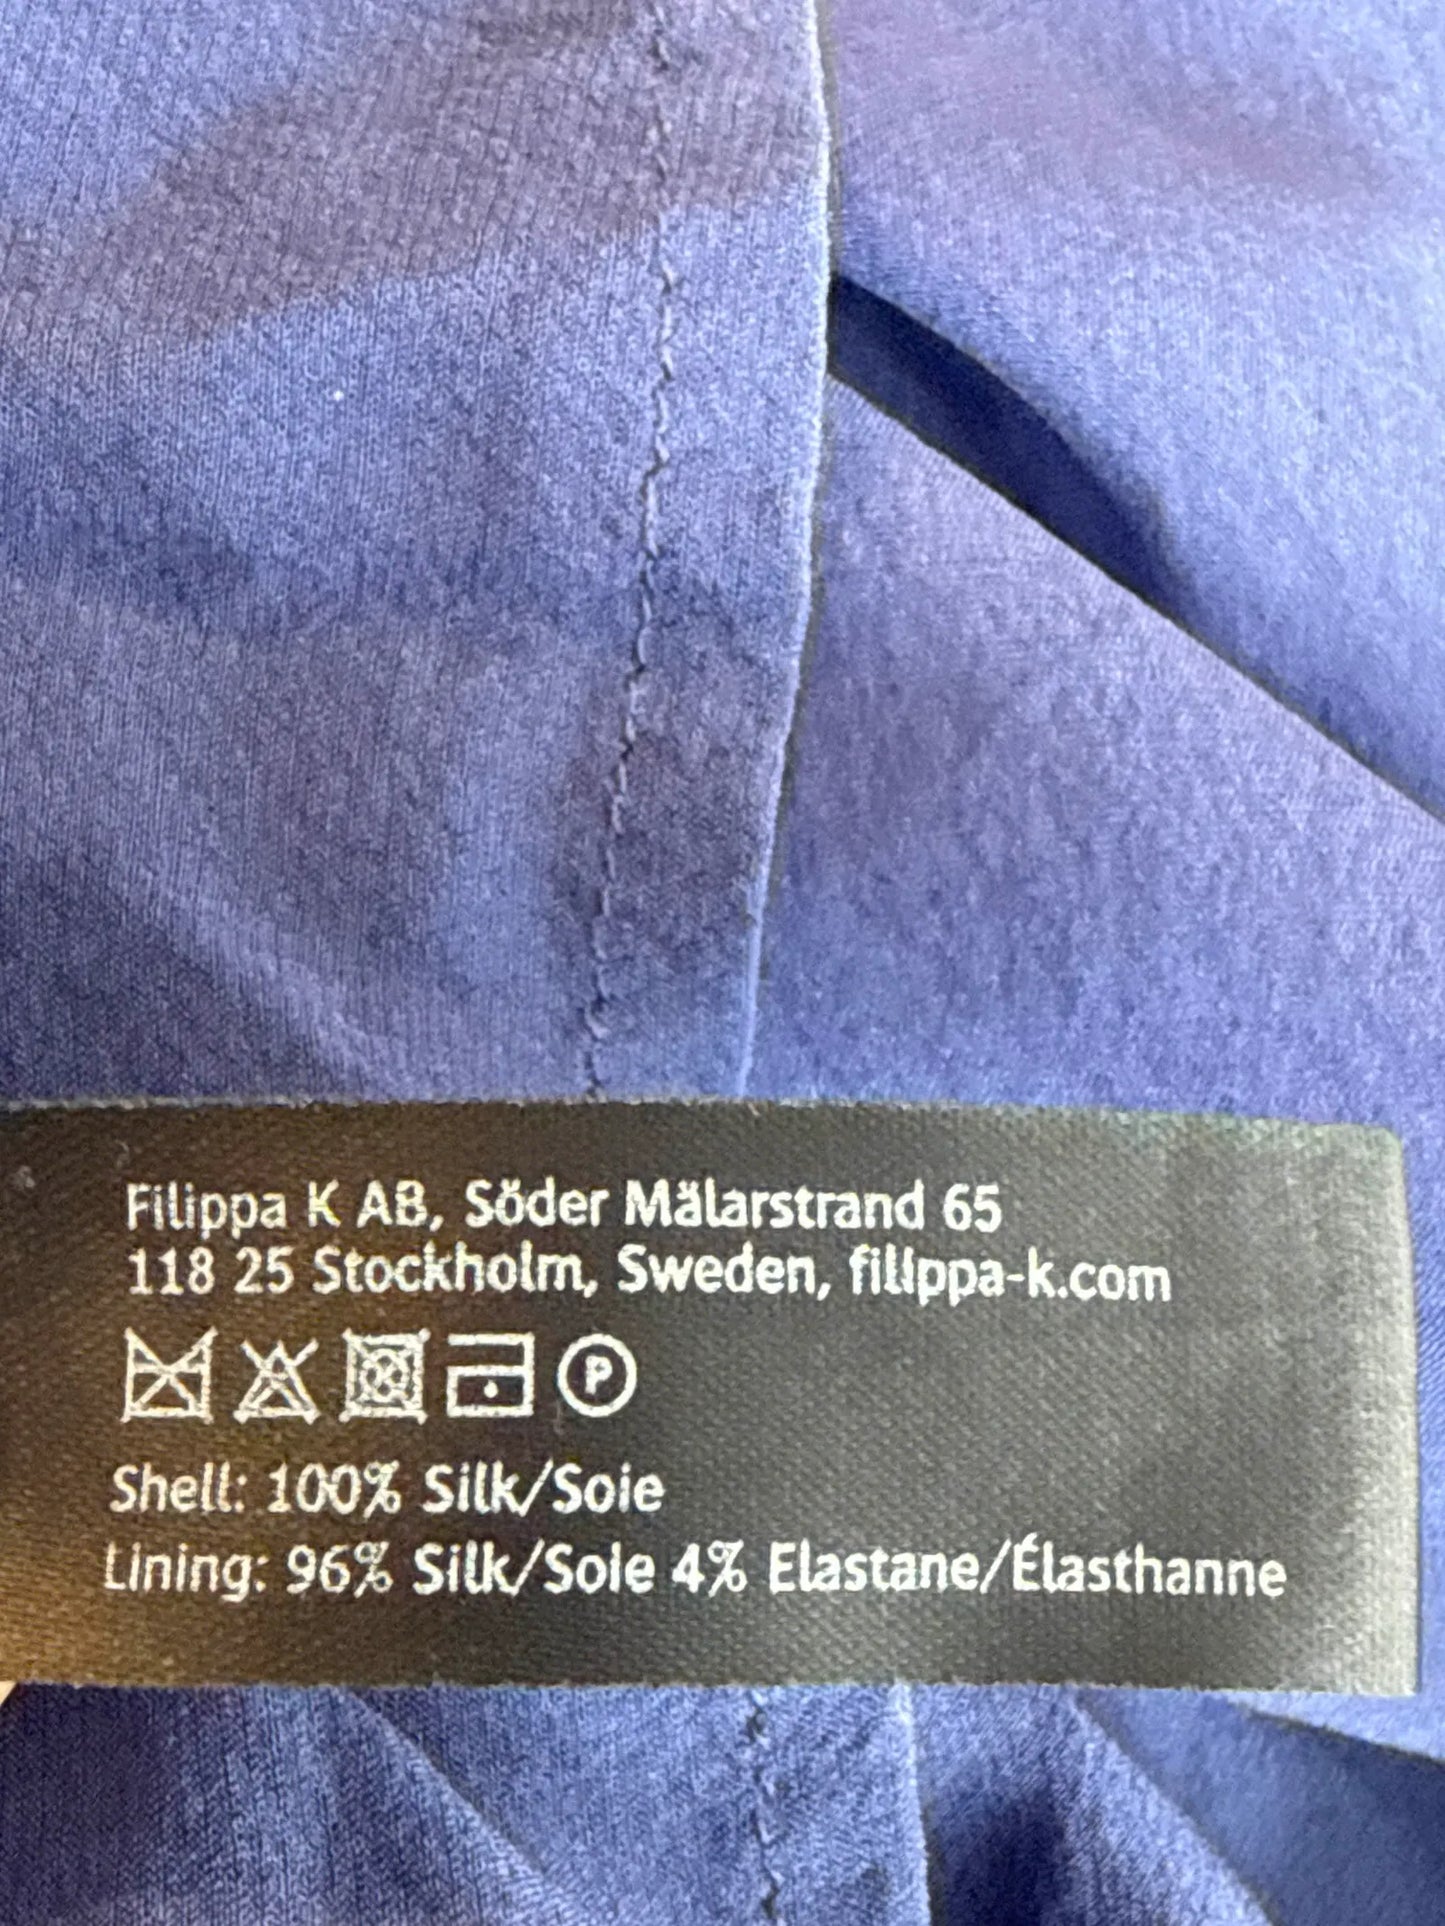 Filippa K AB, Söder Mälarstrand 65
118 25 Stockholm, Sweden, filippa-k.com
P
Shell: 100% Silk/Soie
Lining: 96% Silk/Soie 4% Elastane/Élasthanne